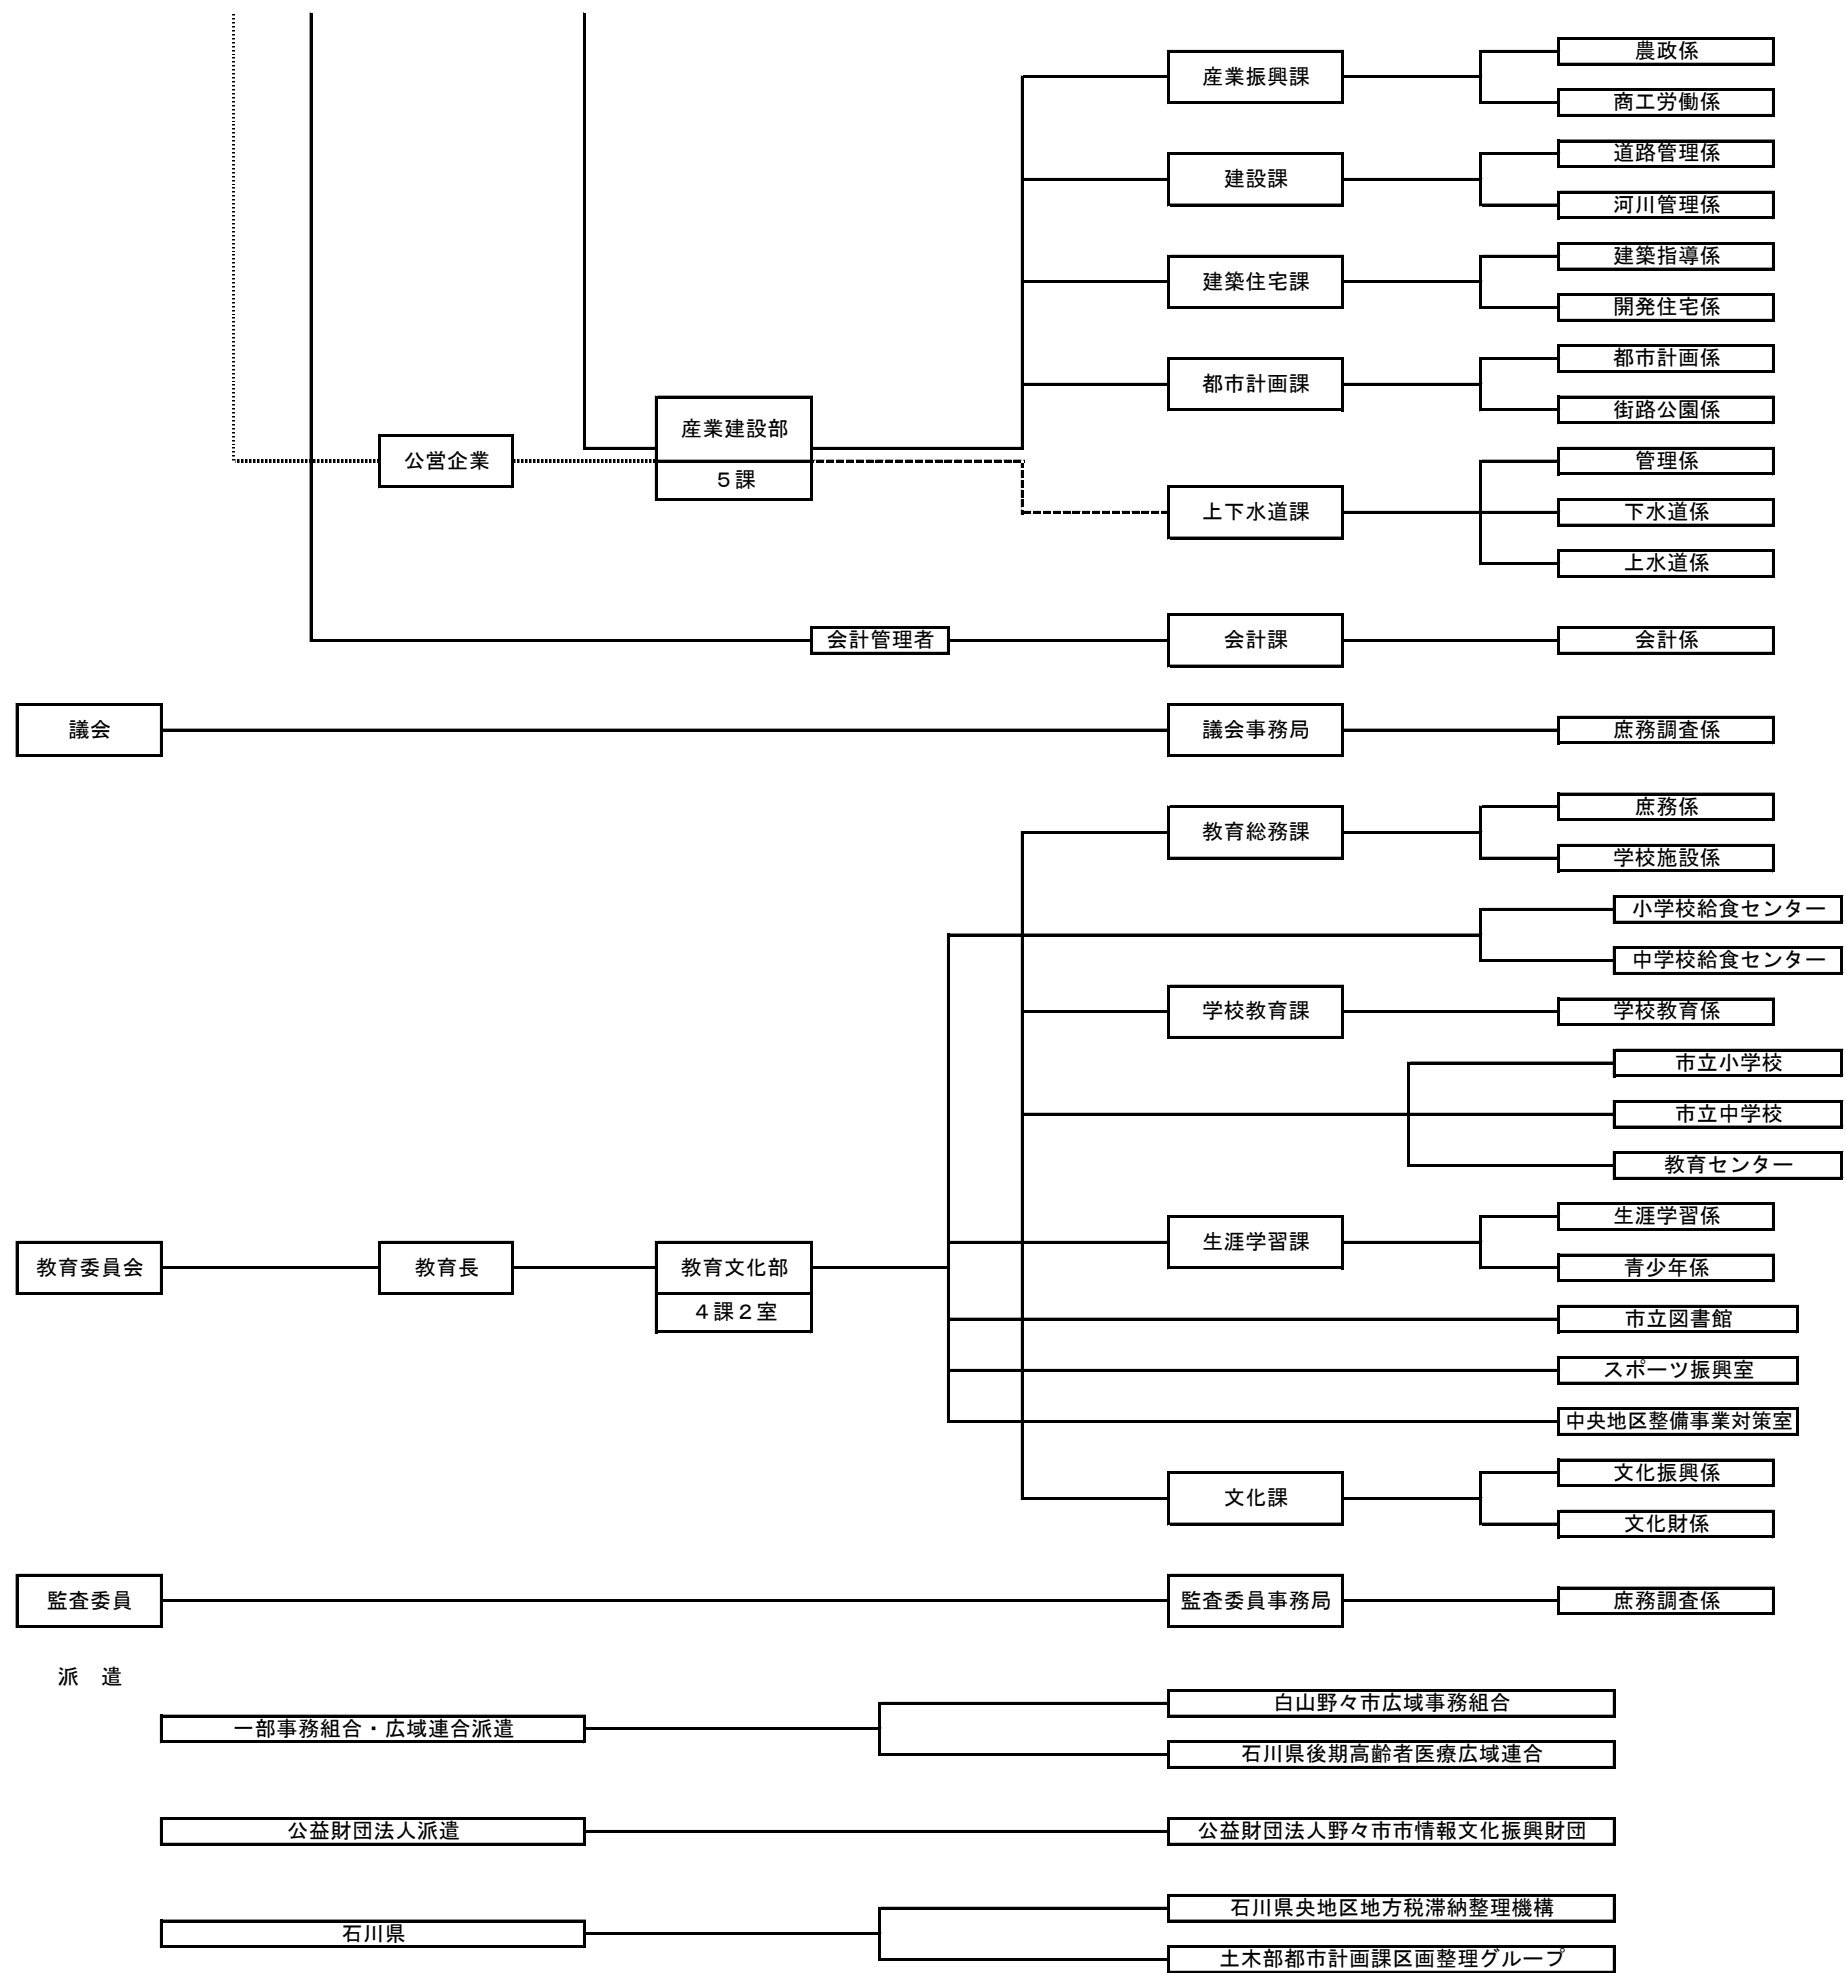 農政係
産業振興課
商工労働係
道路管理係
建設課
河川管理係
建築指導係
建築住宅課
開発住宅係
都市計画係
都市計画課
街路公園係
産業建設部
公営企業
管理係
５課
上下水道課
下水道係
上水道係
会計管理者
会計課
会計係
議会
議会事務局
庶務調査係
庶務係
教育総務課
学校施設係
小学校給食センター
中学校給食センター
学校教育課
学校教育係
市立小学校
市立中学校
教育センター
生涯学習係
生涯学習課
教育委員会
教育長
教育文化部
青少年係
４課２室
市立図書館
スポーツ振興室
中央地区整備事業対策室
文化振興係
文化課
文化財係
監査委員
監査委員事務局
庶務調査係
派　遣
白山野々市広域事務組合
一部事務組合・広域連合派遣
石川県後期高齢者医療広域連合
公益財団法人派遣
公益財団法人野々市市情報文化振興財団
石川県央地区地方税滞納整理機構
石川県
土木部都市計画課区画整理グループ